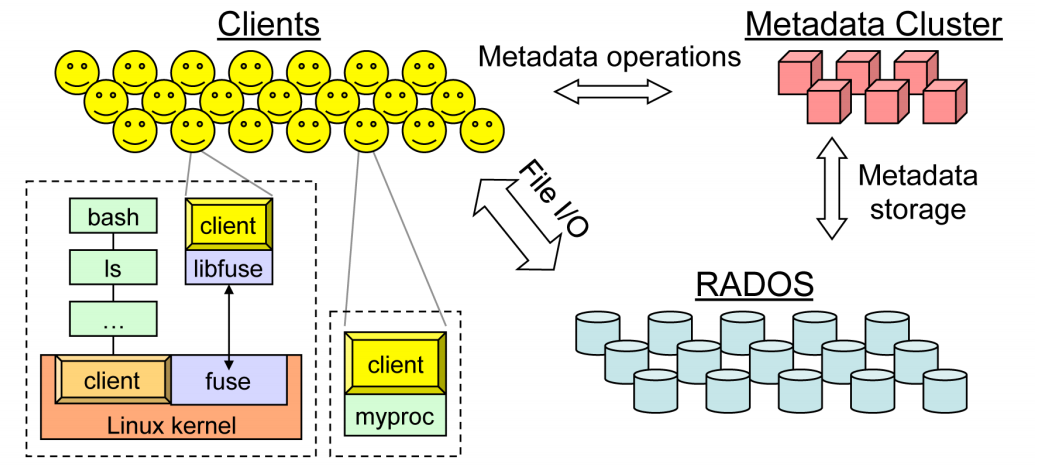 Clients
Metadata Cluster
Metadata operations
File I/O
Metadata
storage
bash
client
ls
libfuse
...
client
fuse
Linux kernel
client
myproc
RADOS